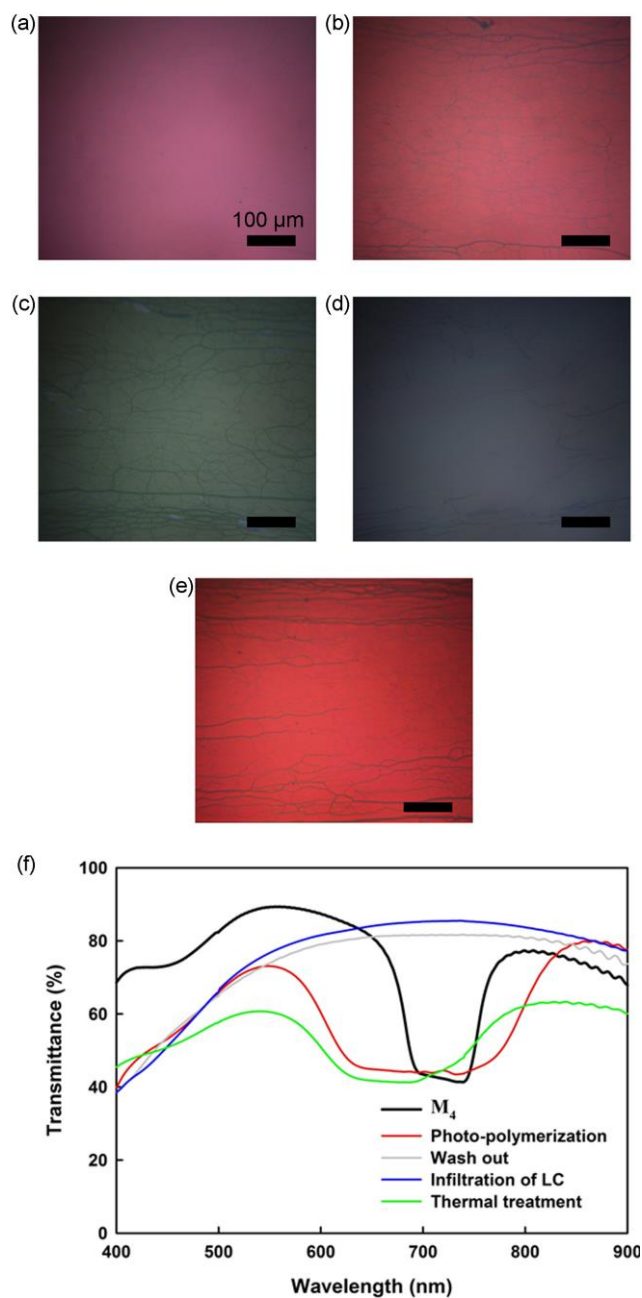 (a)
(b)
100 μm
(c)
(d)
(e)
(f)
100
80
60
40
20
0
Transmittance (%)
M4
Photo-polymerization
Wash out
Infiltration of LC
Thermal treatment
400 500 600 700 800 900
Wavelength (nm)